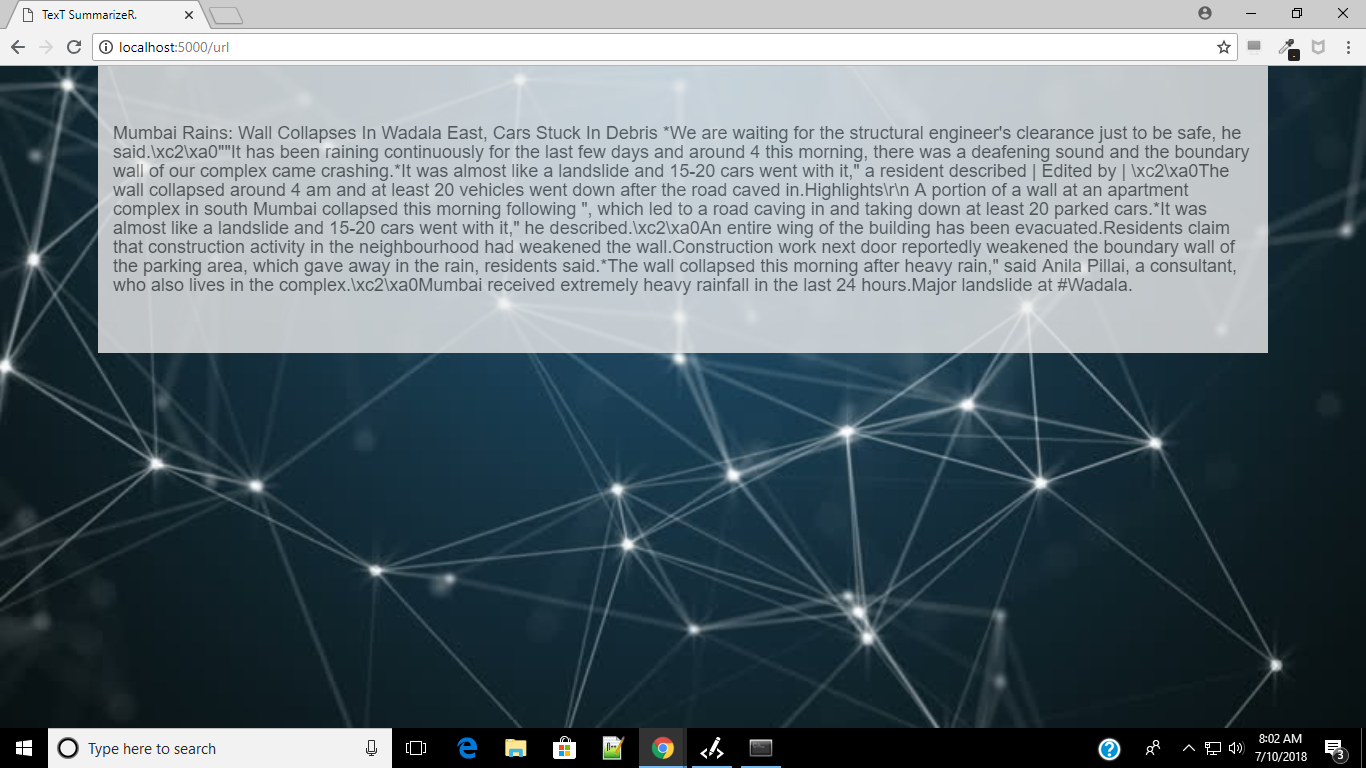 TexT SummarizeR.
localhost:5000/url
Mumbai Rains: Wall Collapses In Wadala East, Cars Stuck In Debris *We are waiting for the structural engineer's clearance just to be safe, he
said.\xc2\xa0""It has been raining continuously for the last few days and around 4 this morning, there was a deafening sound and the boundary
wall of our complex came crashing.*It was almost like a landslide and 15-20 cars went with it," a resident described | Edited by | \xc2\xa0The
wall collapsed around 4 am and at least 20 vehicles went down after the road caved in.Highlights\r\n A portion of a wall at an apartment
complex in south Mumbai collapsed this morning following ", which led to a road caving in and taking down at least 20 parked cars.*It was
almost like a landslide and 15-20 cars went with it," he described.\xc2\xa0An entire wing of the building has been evacuated.Residents claim
that construction activity in the neighbourhood had weakened the wall.Construction work next door reportedly weakened the boundary wall of
the parking area, which gave away in the rain, residents said.*The wall collapsed this morning after heavy rain," said Anila Pillai, a consultant,
who also lives in the complex.\xc2\xa0Mumbai received extremely heavy rainfall in the last 24 hours.Major landslide at #Wadala.
Type here to search
8:02 AM
7/10/2018
3